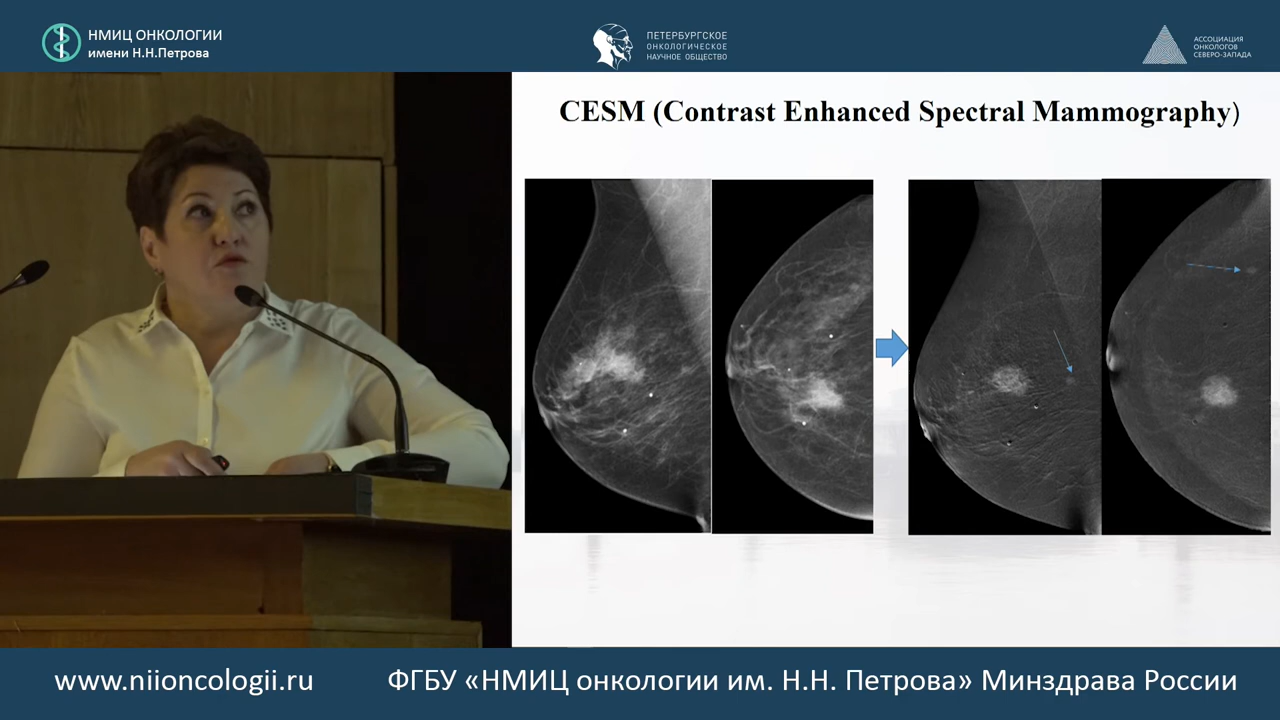 НМИЦ ОНКОЛОГИИ
имени Н.Н.Петрова
ПЕТЕРБУРГСКОЕ
ОНКОЛОГИЧЕСКОЕ
НАУЧНОЕ ОБЩЕСТВО
АССОЦИАЦИЯ
ОНКОЛОГОВ
СЕВЕРО-ЗАПАДА
CESM (Contrast Enhanced Spectral Mammography)
www.niioncologii.ru
ФГБУ «НМИЦ онкологии им. Н.Н. Петрова» Минздрава России